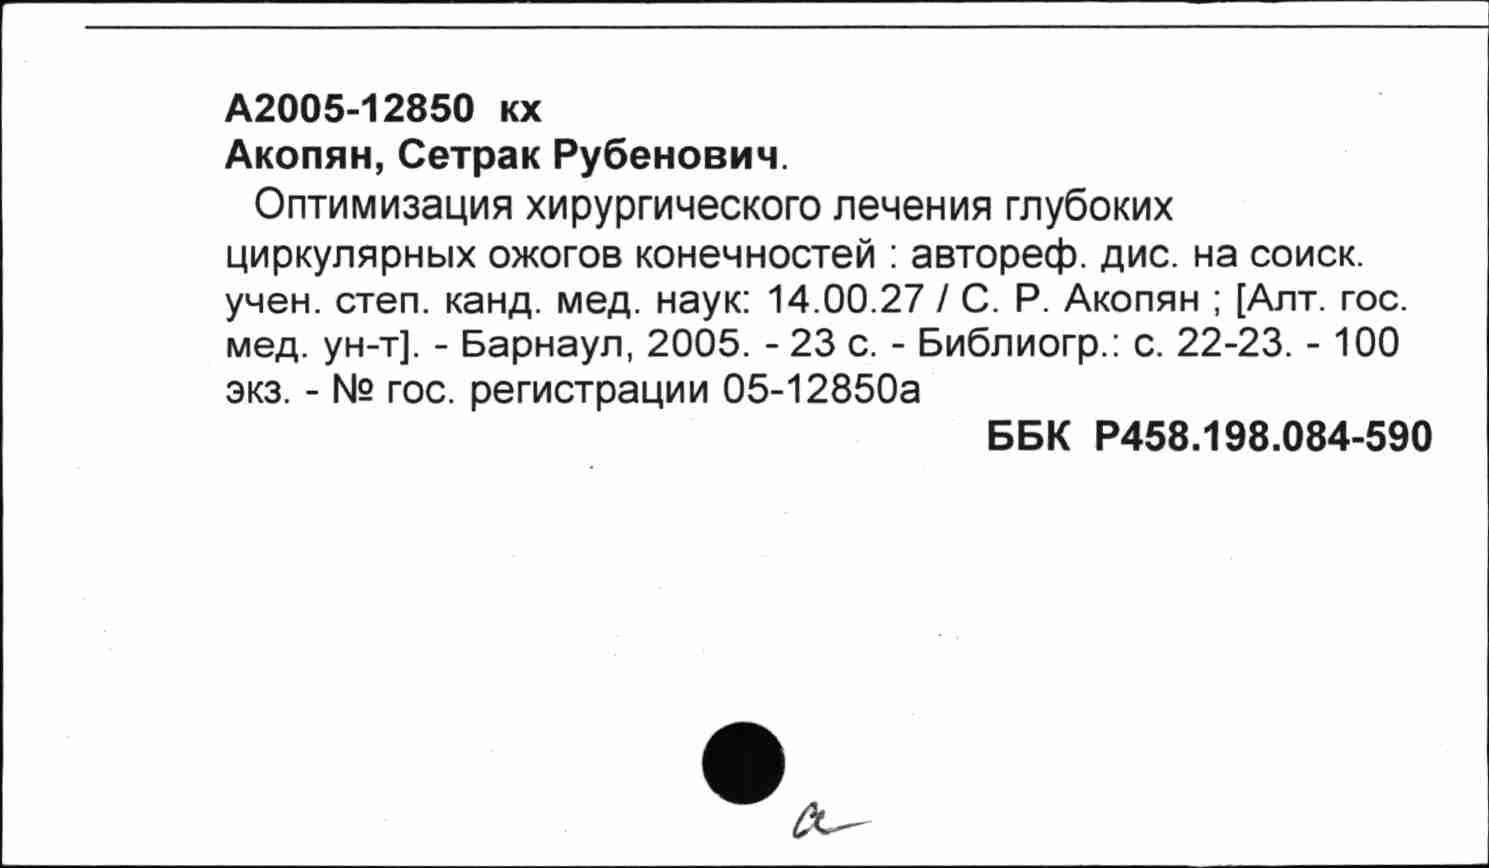 А2005-12850 кх
Акопян, Сетрак Рубенович.
Оптимизация хирургического лечения глубоких
циркулярных ожогов конечностей : автореф. дис. на соиск.
учен. степ. канд. мед. наук: 14.00.27 / С. Р. Акопян ; [Алт. гос.
мед. ун-т]. - Барнаул, 2005. - 23 с. - Библиогр.: с. 22-23. - 100
экз. - № гос. регистрации 05-12850а
ББК Р458.198.084-590
а